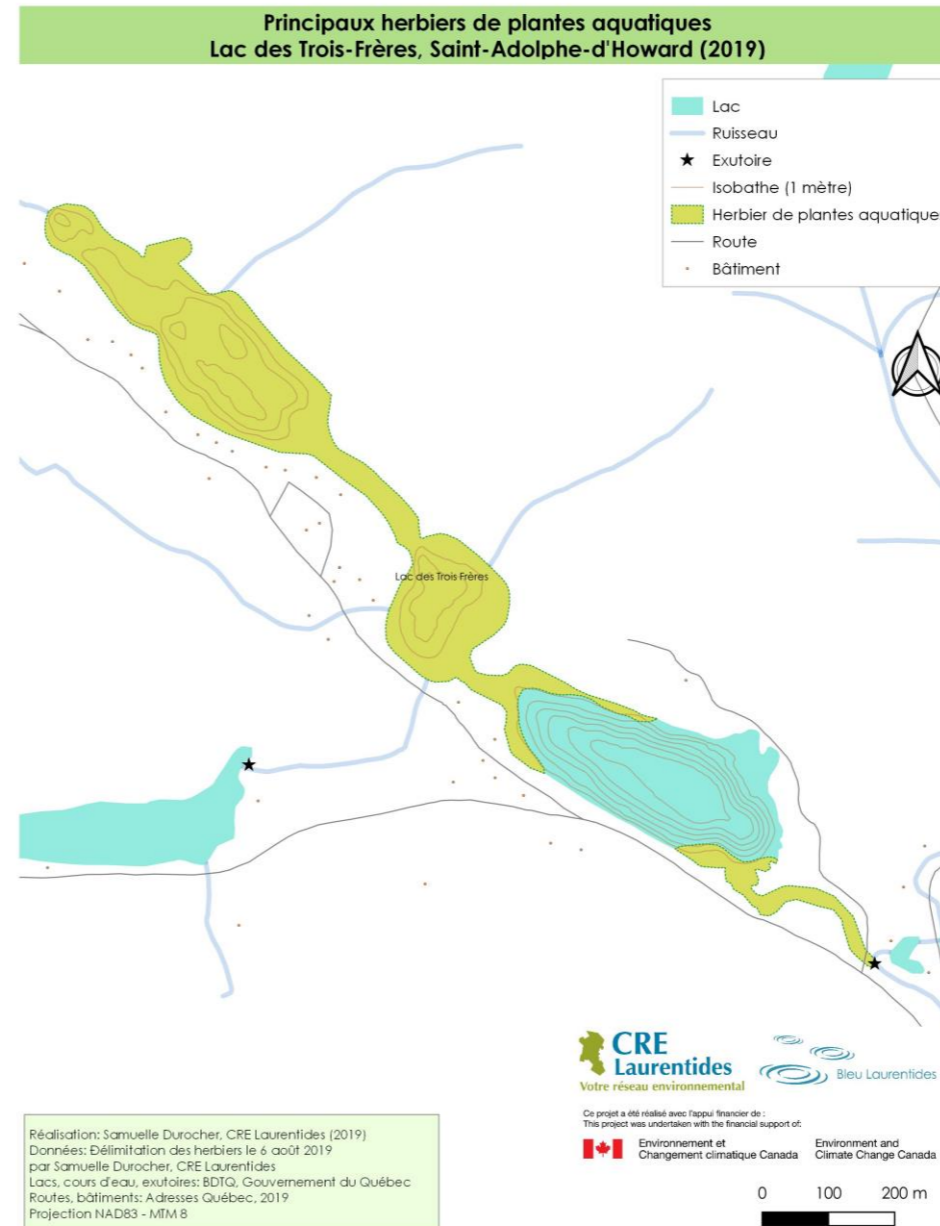 Principaux herbiers de plantes aquatiques
Lac des Trois-Frères, Saint-Adolphe-d'Howard (2019)
Lac
Ruisseau
Exutoire
Isobathe (1 mètre)
Herbier de plantes aquatique
Route
Bâtiment
Lac des Trois Frères
CRE
Laurentides
Votre réseau environnemental
Bleu Laurentides
Ce projet a été réalisé avec l'appui financier de :
This project was undertaken with the financial support of:
Environnement et
Changement climatique Canada
Environment and
Climate Change Canada
Réalisation: Samuelle Durocher, CRE Laurentides (2019)
Données: Délimitation des herbiers le 6 août 2019
par Samuelle Durocher, CRE Laurentides
Lacs, cours d'eau, exutoires: BDTQ, Gouvernement du Québec
Routes, bâtiments: Adresses Québec, 2019
Projection NAD83 - MTM 8
0 100 200 m